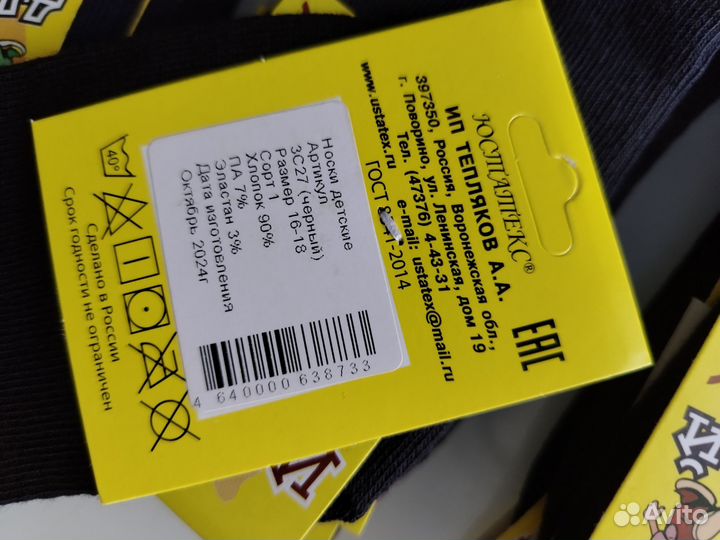 ЮСТАТЕКС®
ИП ТЕПЛЯКОВ А.А.
397350, Россия, Воронежская обл.,
г. Поворино, ул. Ленинская, дом 19
Тел. (47376) 4-43-31
www.ustatex.ru e-mail: ustatex@mail.ru
ГОСТ 2014
EAC
Носки детские
Артикул
3С27 (черный)
Размер 16-18
Сорт 1
Хлопок 90%
ПА 7%
Эластан 3%
Дата изготовления
Октябрь 2024г
4 640000 638733
40°
Сделано в России
Срок годности не ограничен
Avito